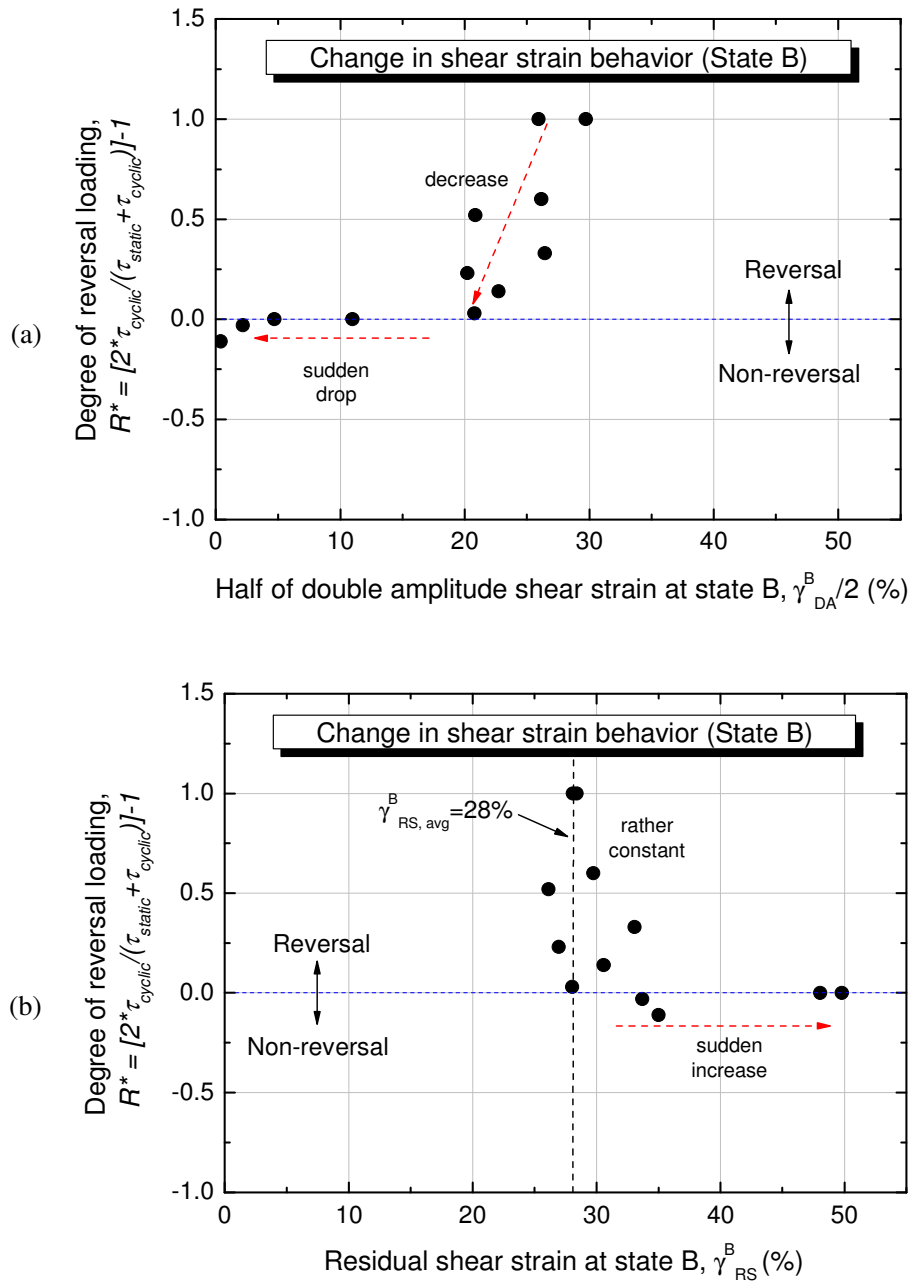 (a)
Change in shear strain behavior (State B)
Degree of reversal loading,
R* = [2*τcyclic/(τstatic+τcyclic)]-1
1.5
1.0
0.5
0.0
-0.5
-1.0
decrease
sudden
drop
Reversal
Non-reversal
0
10
20
30
40
50
Half of double amplitude shear strain at state B, γ^B_DA/2 (%)
(b)
Change in shear strain behavior (State B)
Degree of reversal loading,
R* = [2*τcyclic/(τstatic+τcyclic)]-1
1.5
1.0
0.5
0.0
-0.5
-1.0
γ^B_RS, avg=28%
rather
constant
Reversal
Non-reversal
sudden
increase
0
10
20
30
40
50
Residual shear strain at state B, γ^B_RS (%)